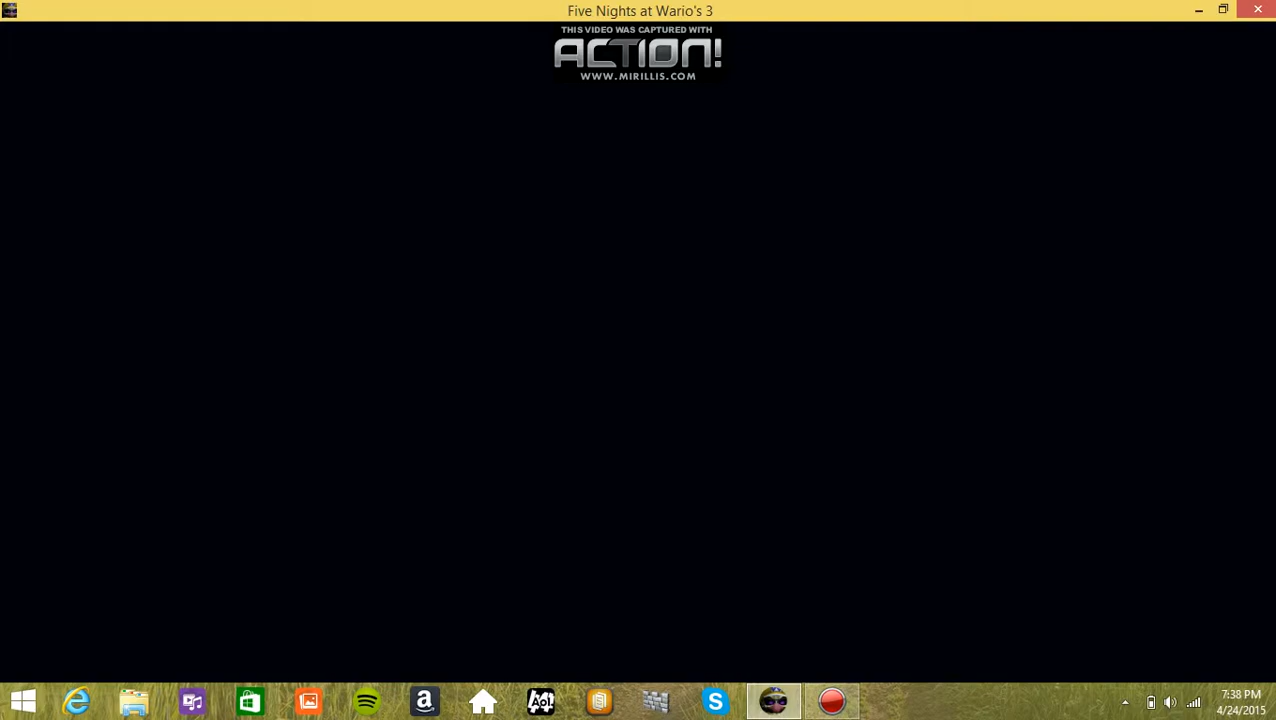 Five Nights at Wario's 3
THIS VIDEO WAS CAPTURED WITH
ACTION!
WWW.MIRILLIS.COM
7:38 PM
4/24/2015